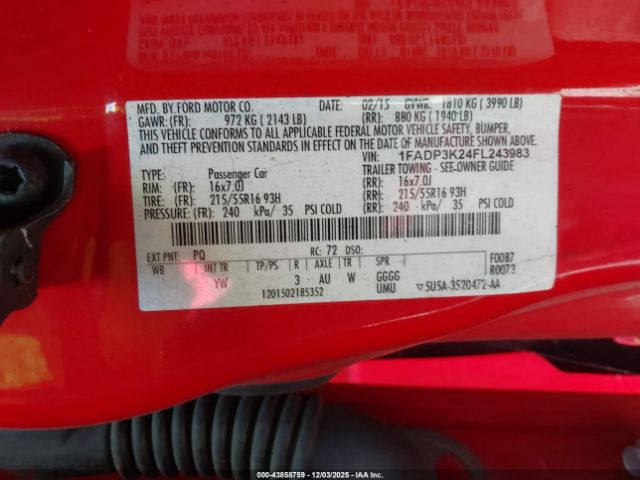 MFD. BY FORD MOTOR CO. DATE: 02/15 GVWR: 1810 KG ( 3990 LB)
GAWR: (FR): 972 KG ( 2143 LB) (RR): 880 KG ( 1940 LB)
THIS VEHICLE CONFORMS TO ALL APPLICABLE FEDERAL MOTOR VEHICLE SAFETY, BUMPER,
AND THEFT PREVENTION STANDARDS IN EFFECT ON THE DATE OF MANUFACTURE SHOWN ABOVE.
VIN: 1FADP3K24FL243983
TYPE: Passenger Car TRAILER TOWING - SEE OWNER GUIDE
RIM: (FR) 16x7.0J (RR) 16x7.0J
TIRE: (FR) 215/55R16 93H (RR) 215/55R16 93H
PRESSURE: (FR) 240 kPa/ 35 PSI COLD (RR) 240 kPa/ 35 PSI COLD
EXT PNT: PQ RC: 72 DSO: F0087
WB INT TR TP/PS R AXLE TR SPR R0073
YW 3 AU W GGGG
1201502185352 UMU 5U5A-3520472-AA
120: 43858759 - 12/03/2025 - IAAI.COM